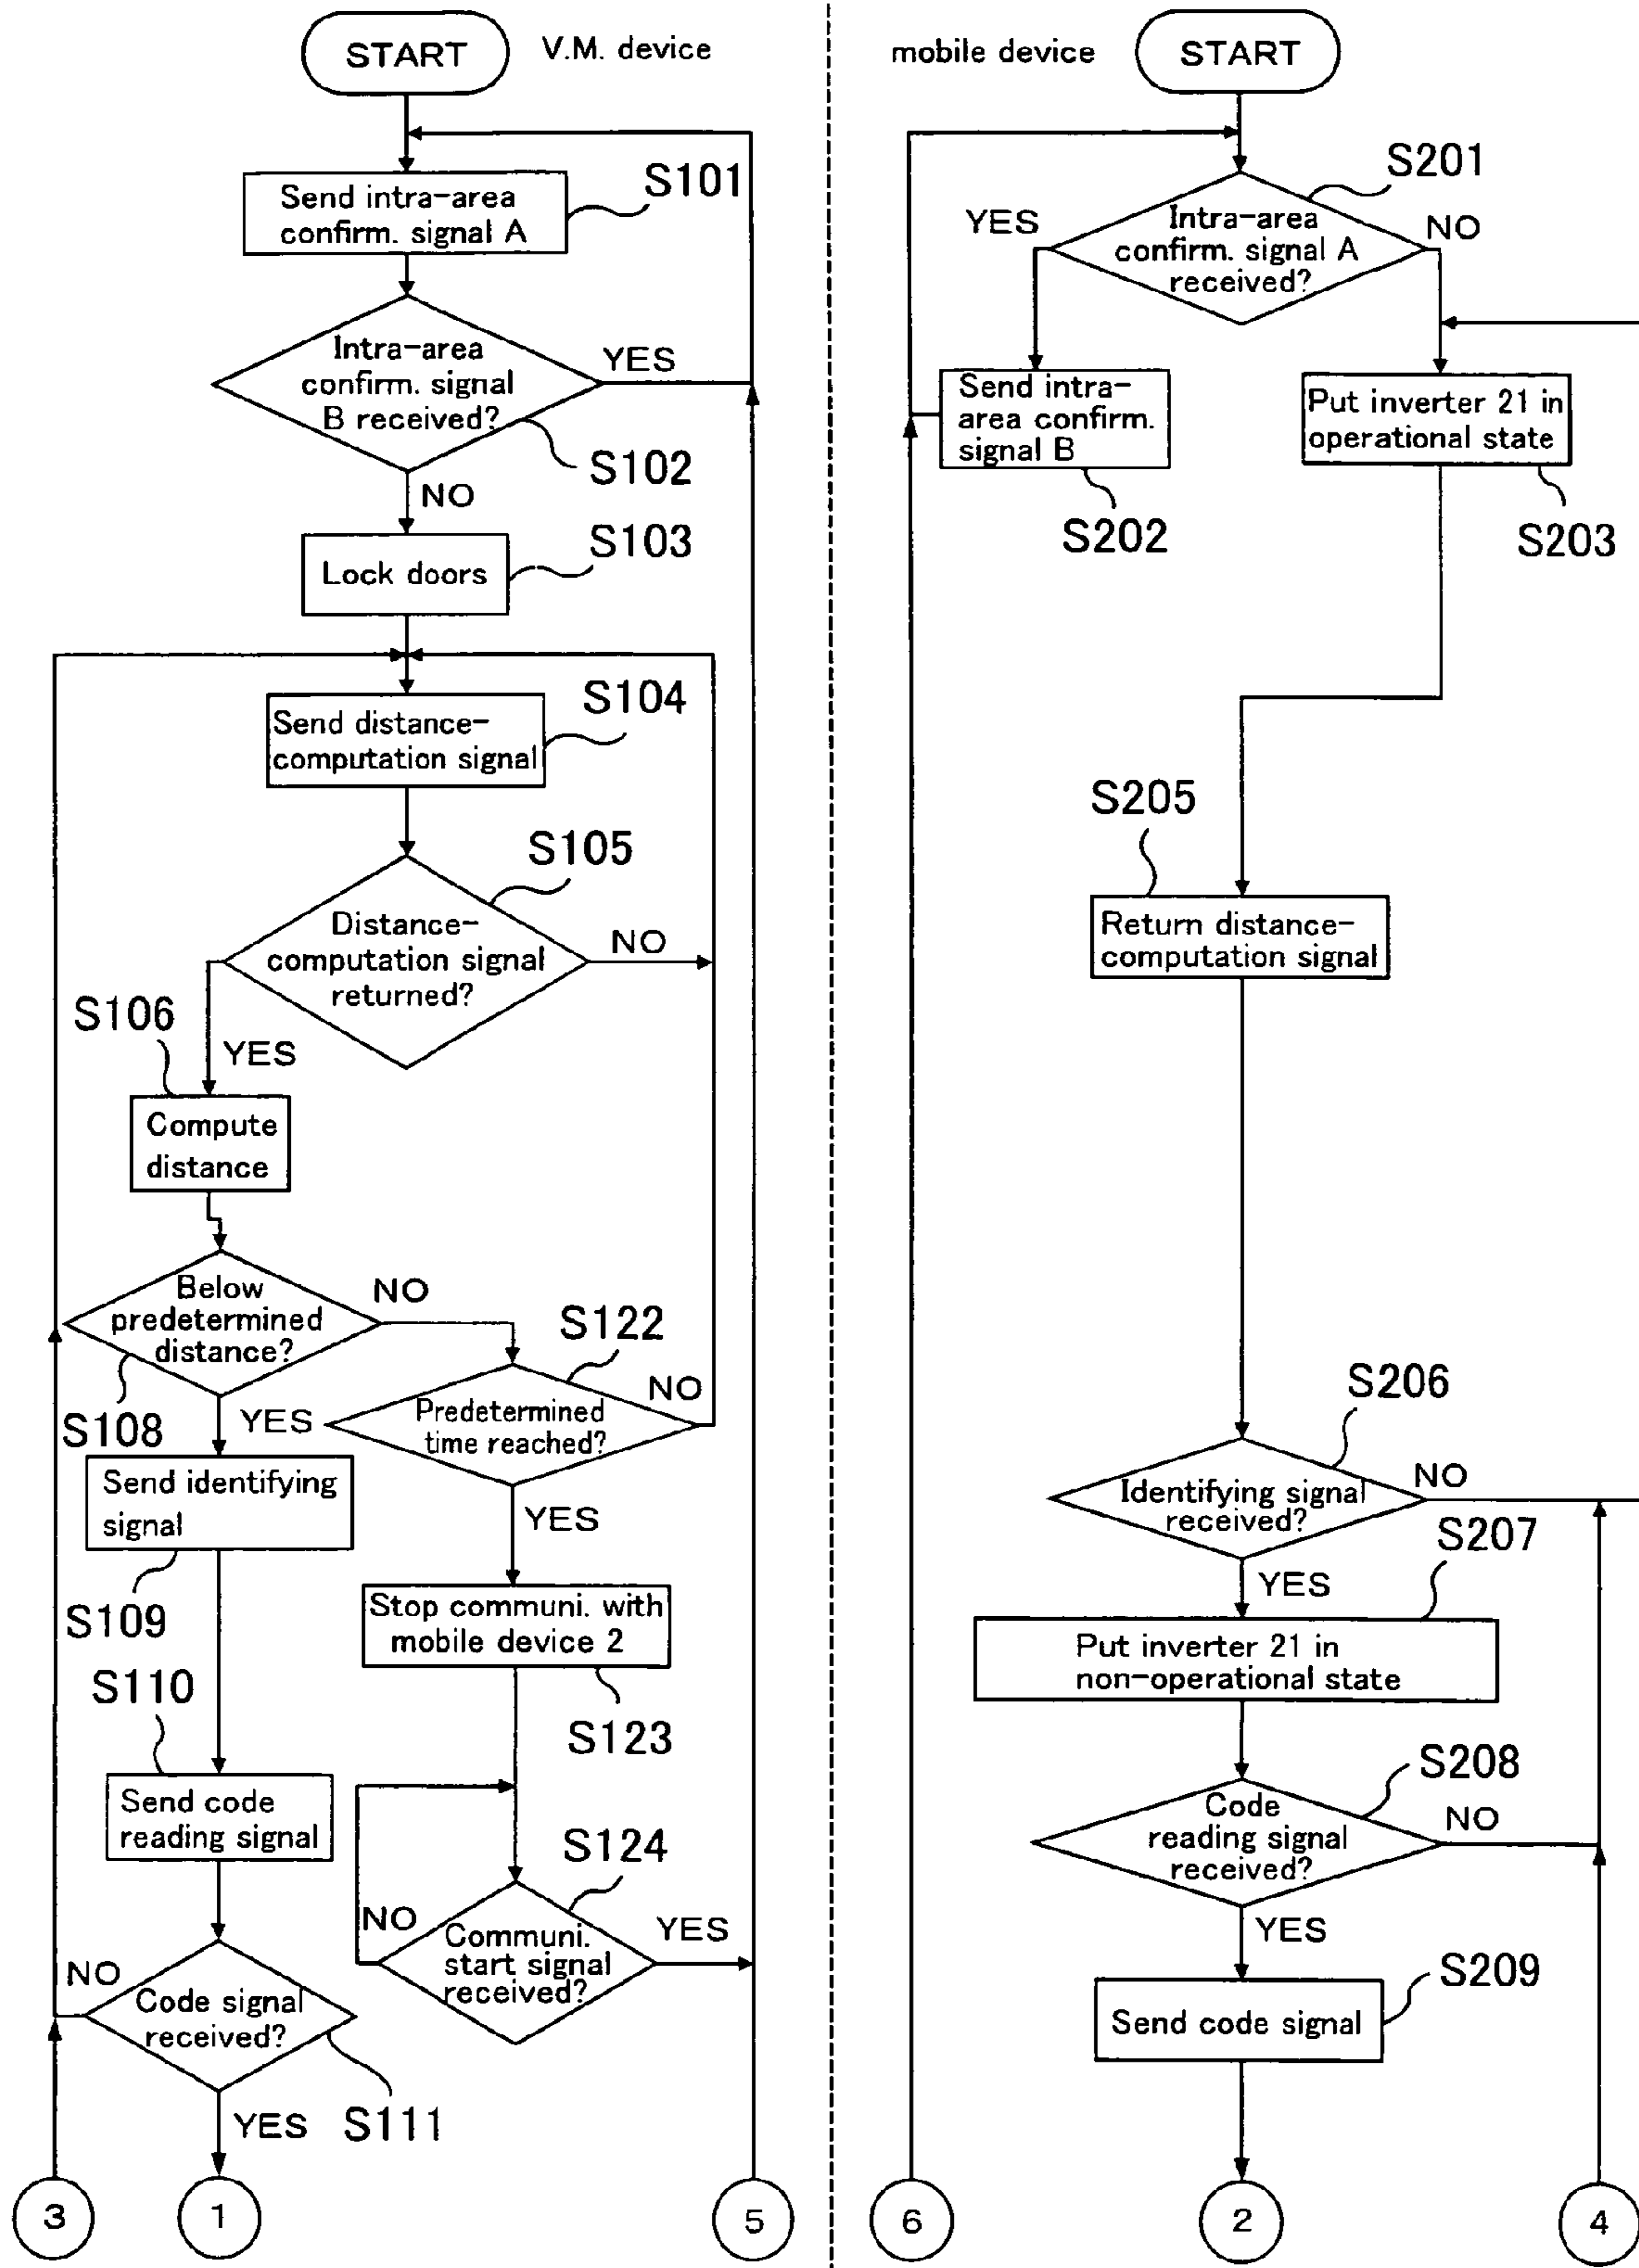 START
V.M. device
S101
Send intra-area
confirm. signal A
Intra-area
confirm. signal
B received?
YES
S102
NO
S103
Lock doors
S104
Send distance-
computation signal
S105
Distance-
computation signal
returned?
NO
S106
YES
Compute
distance
Below
predetermined
distance?
NO
S122
S108
YES
Predetermined
time reached?
NO
Send identifying
signal
YES
S109
Stop communi. with
mobile device 2
S123
S110
Send code
reading signal
S124
NO
Communi.
start signal
received?
YES
NO
Code signal
received?
YES
S111
3
1
5
mobile device
START
S201
YES
Intra-area
confirm. signal A
received?
NO
Send intra-
area confirm.
signal B
Put inverter 21 in
operational state
S202
S203
S205
Return distance-
computation signal
S206
Identifying signal
received?
NO
S207
YES
Put inverter 21 in
non-operational state
S208
Code
reading signal
received?
NO
YES
S209
Send code signal
6
2
4